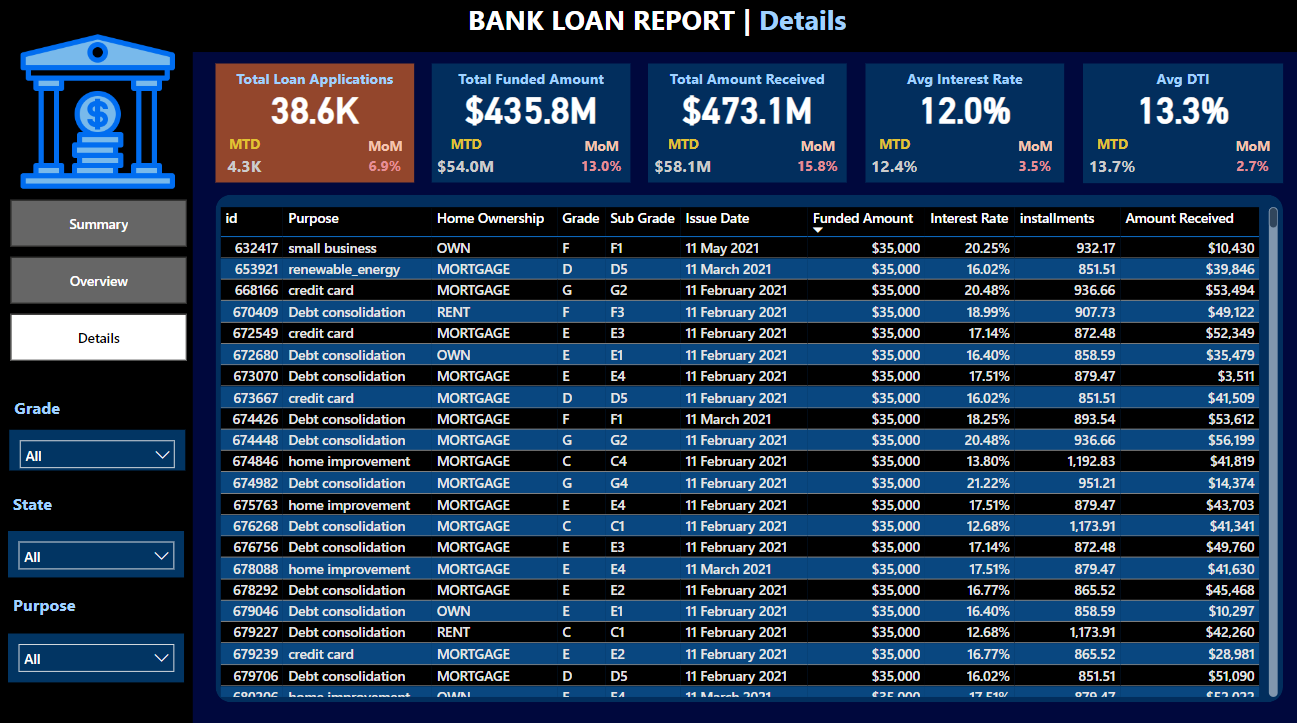 BANK LOAN REPORT | Details
$
Total Loan Applications
38.6K
MTD MoM
4.3K 6.9%
Total Funded Amount
$435.8M
MTD MoM
$54.0M 13.0%
Total Amount Received
$473.1M
MTD MoM
$58.1M 15.8%
Avg Interest Rate
12.0%
MTD MoM
12.4% 3.5%
Avg DTI
13.3%
MTD MoM
13.7% 2.7%
Summary
Overview
Details
Grade
All
State
All
Purpose
All
id Purpose Home Ownership Grade Sub Grade Issue Date Funded Amount Interest Rate installments Amount Received
632417 small business OWN F F1 11 May 2021 $35,000 20.25% 932.17 $10,430
653921 renewable_energy MORTGAGE D D5 11 March 2021 $35,000 16.02% 851.51 $39,846
668166 credit card MORTGAGE G G2 11 February 2021 $35,000 20.48% 936.66 $53,494
670409 Debt consolidation RENT F F3 11 February 2021 $35,000 18.99% 907.73 $49,122
672549 credit card MORTGAGE E E3 11 February 2021 $35,000 17.14% 872.48 $52,349
672680 Debt consolidation OWN E E1 11 February 2021 $35,000 16.40% 858.59 $35,479
673070 Debt consolidation MORTGAGE E E4 11 February 2021 $35,000 17.51% 879.47 $3,511
673667 credit card MORTGAGE D D5 11 February 2021 $35,000 16.02% 851.51 $41,509
674426 Debt consolidation MORTGAGE F F1 11 March 2021 $35,000 18.25% 893.54 $53,612
674448 Debt consolidation MORTGAGE G G2 11 February 2021 $35,000 20.48% 936.66 $56,199
674846 home improvement MORTGAGE C C4 11 February 2021 $35,000 13.80% 1,192.83 $41,819
674982 Debt consolidation MORTGAGE G G4 11 February 2021 $35,000 21.22% 951.21 $14,374
675763 home improvement MORTGAGE E E4 11 February 2021 $35,000 17.51% 879.47 $43,703
676268 Debt consolidation MORTGAGE C C1 11 February 2021 $35,000 12.68% 1,173.91 $41,341
676756 Debt consolidation MORTGAGE E E3 11 February 2021 $35,000 17.14% 872.48 $49,760
678088 home improvement MORTGAGE E E4 11 March 2021 $35,000 17.51% 879.47 $41,630
678292 Debt consolidation MORTGAGE E E2 11 February 2021 $35,000 16.77% 865.52 $45,468
679046 Debt consolidation OWN E E1 11 February 2021 $35,000 16.40% 858.59 $10,297
679227 Debt consolidation RENT C C1 11 February 2021 $35,000 12.68% 1,173.91 $42,260
679239 credit card MORTGAGE E E2 11 February 2021 $35,000 16.77% 865.52 $28,981
679706 Debt consolidation MORTGAGE D D5 11 February 2021 $35,000 16.02% 851.51 $51,090
home improvement OWN 11 March 2021 $35,000 17.51% 879.47